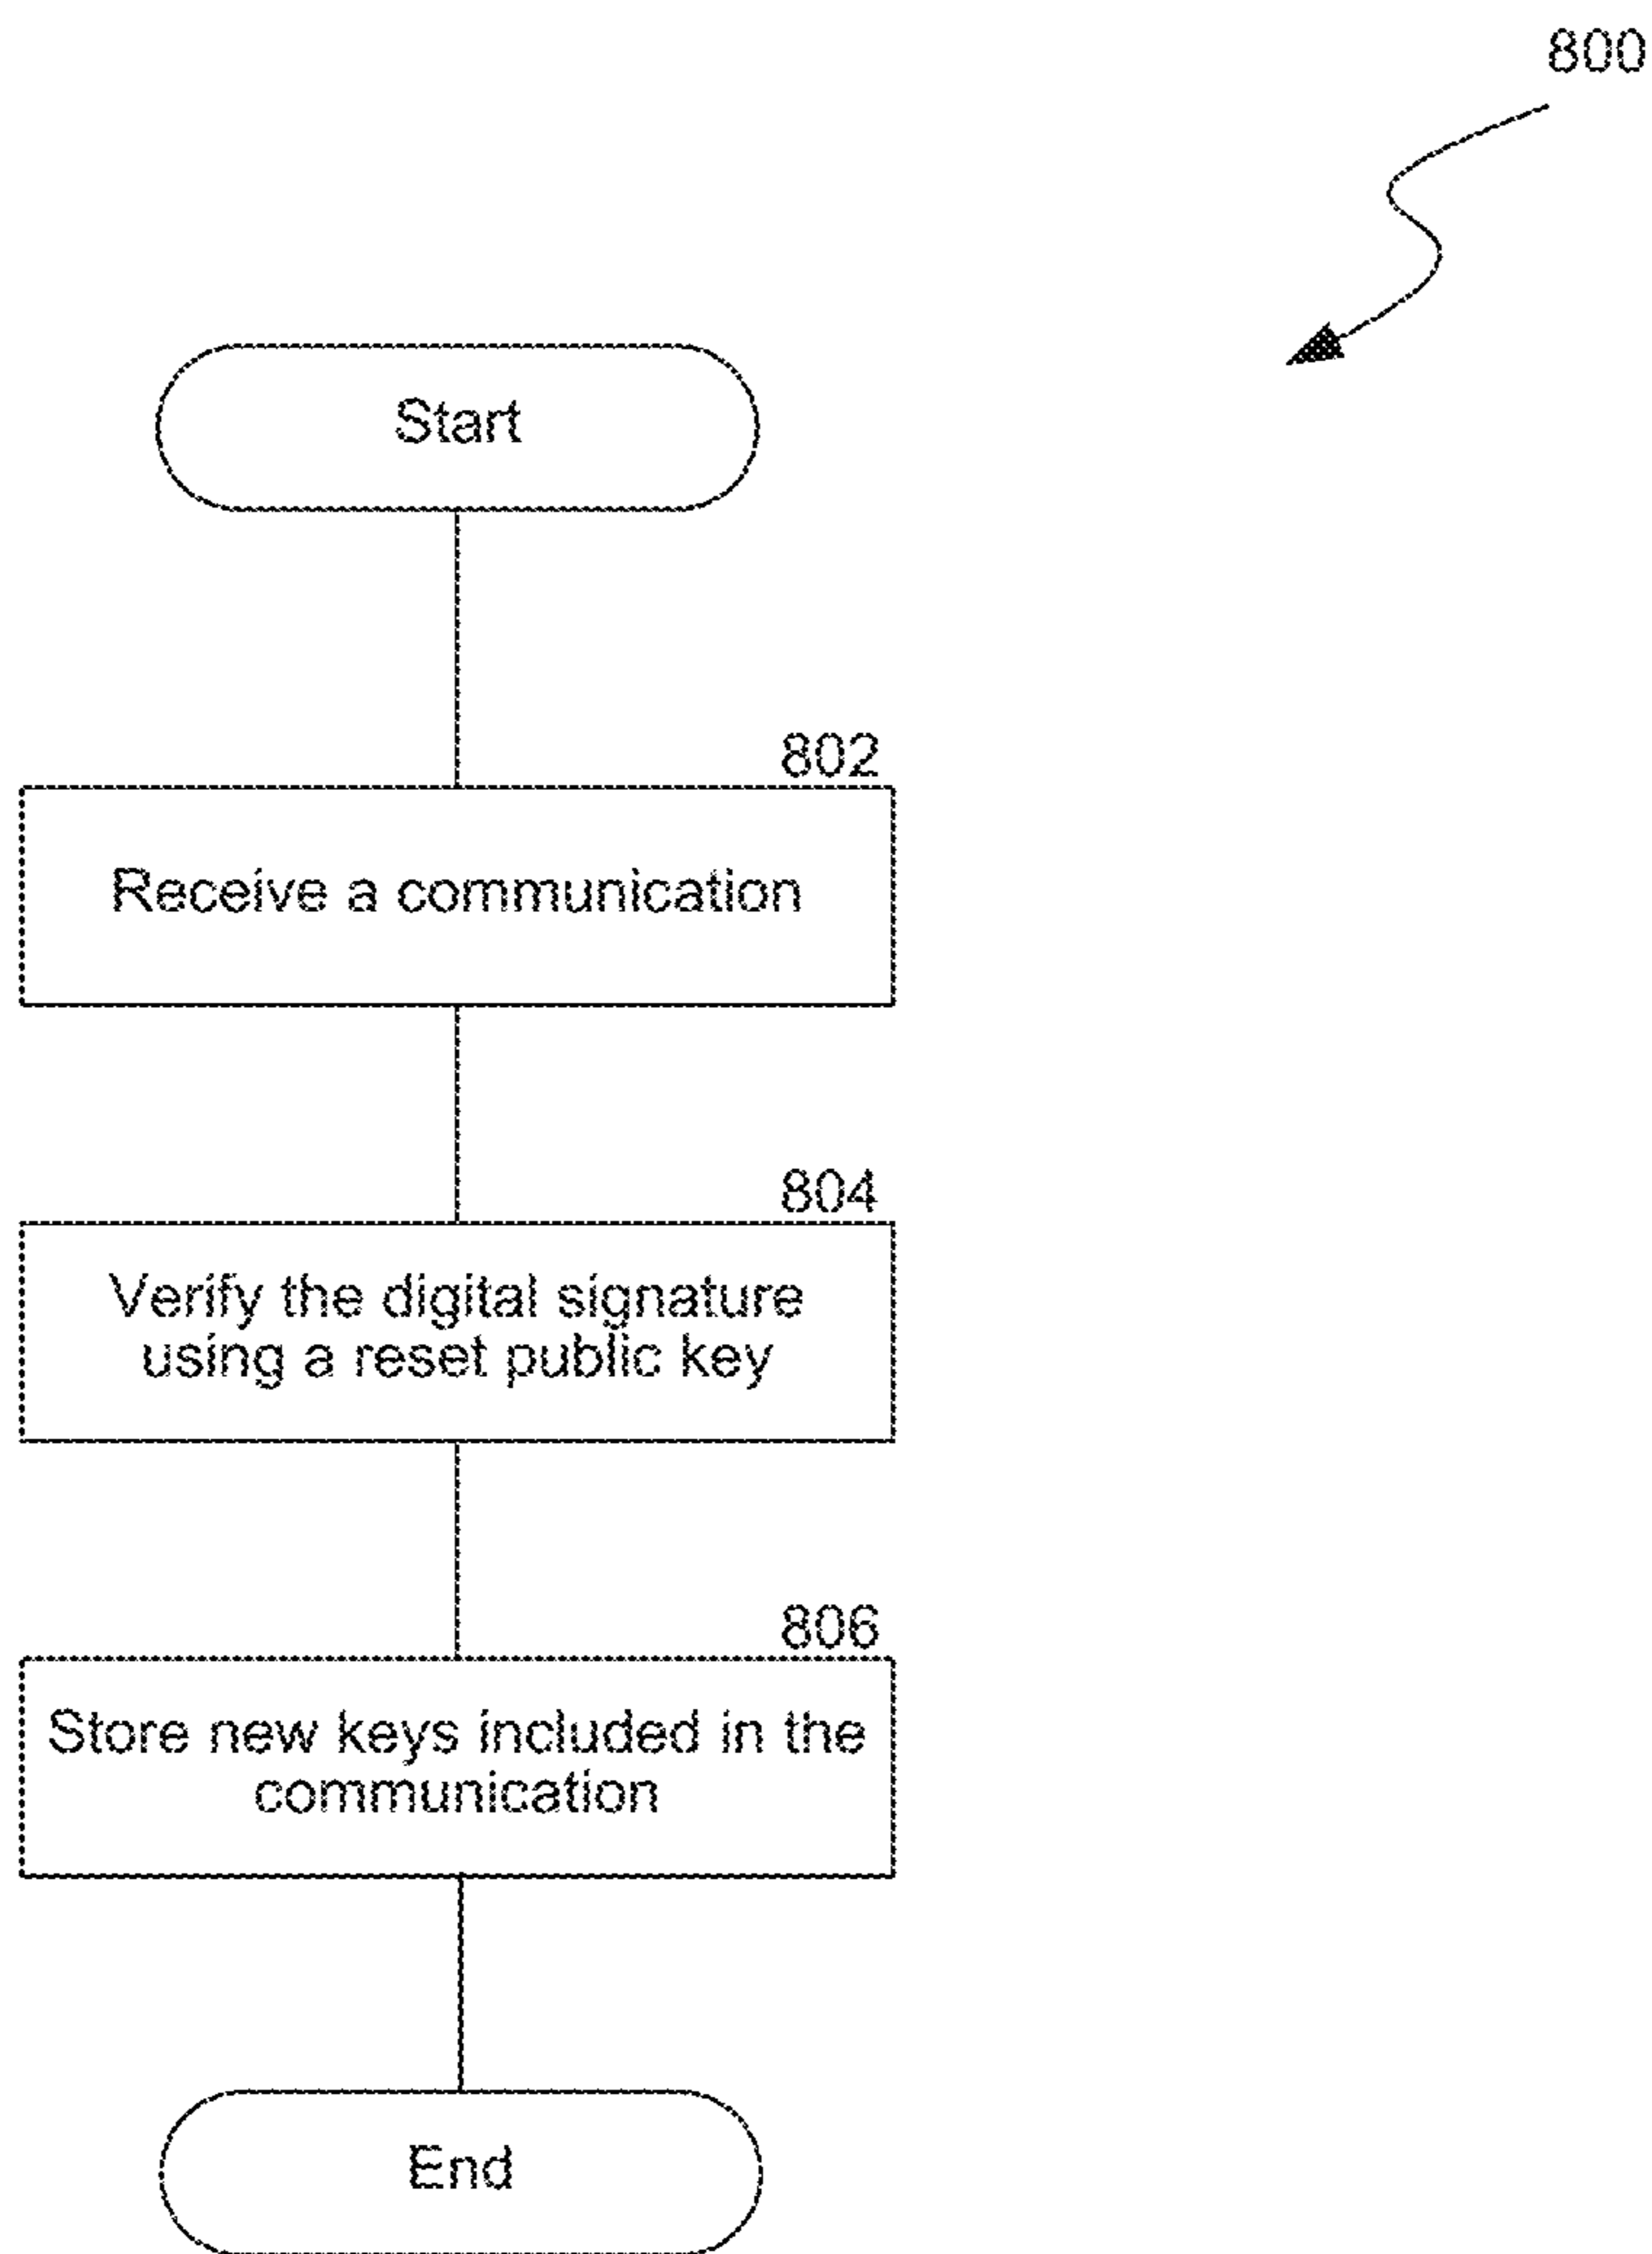 800
Start
802
Receive a communication
804
Verify the digital signature
using a reset public key
806
Store new keys included in the
communication
End